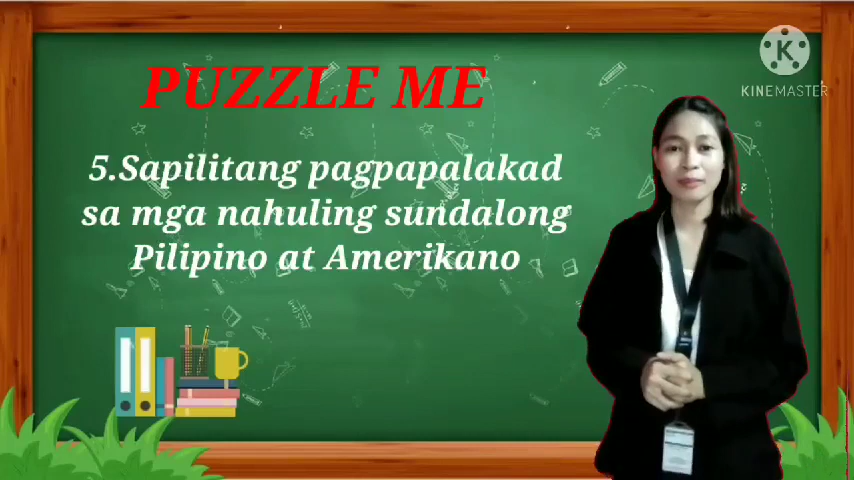 PUZZLE ME
KINEMASTER
5.Sapilitang pagpapalakad
sa mga nahuling sundalong
Pilipino at Amerikano